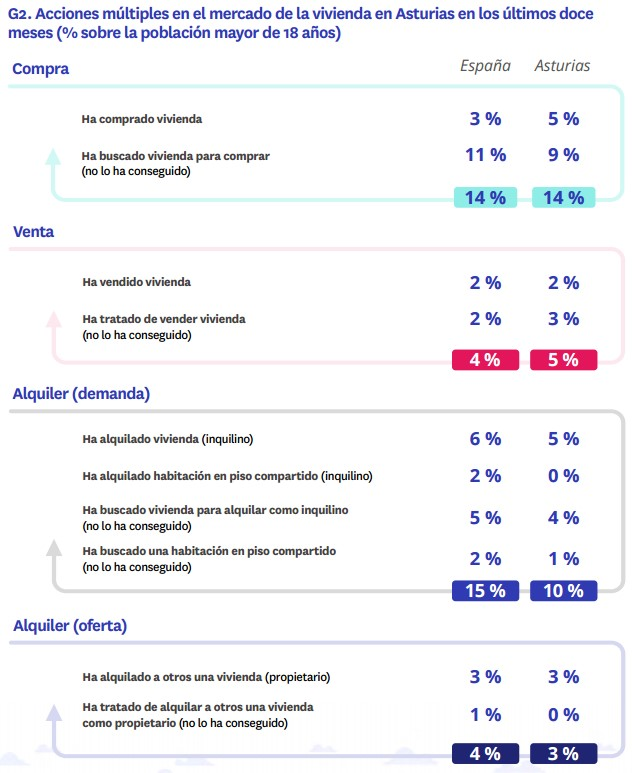 G2. Acciones múltiples en el mercado de la vivienda en Asturias en los últimos doce
meses (% sobre la población mayor de 18 años)
Compra España Asturias
Ha comprado vivienda 3 % 5 %
Ha buscado vivienda para comprar 11 % 9 %
(no lo ha conseguido)
14 % 14 %
Venta
Ha vendido vivienda 2 % 2 %
Ha tratado de vender vivienda 2 % 3 %
(no lo ha conseguido)
4 % 5 %
Alquiler (demanda)
Ha alquilado vivienda (inquilino) 6 % 5 %
Ha alquilado habitación en piso compartido (inquilino) 2 % 0 %
Ha buscado vivienda para alquilar como inquilino 5 % 4 %
(no lo ha conseguido)
Ha buscado una habitación en piso compartido 2 % 1 %
(no lo ha conseguido)
15 % 10 %
Alquiler (oferta)
Ha alquilado a otros una vivienda (propietario) 3 % 3 %
Ha tratado de alquilar a otros una vivienda 1 % 0 %
como propietario (no lo ha conseguido)
4 % 3 %